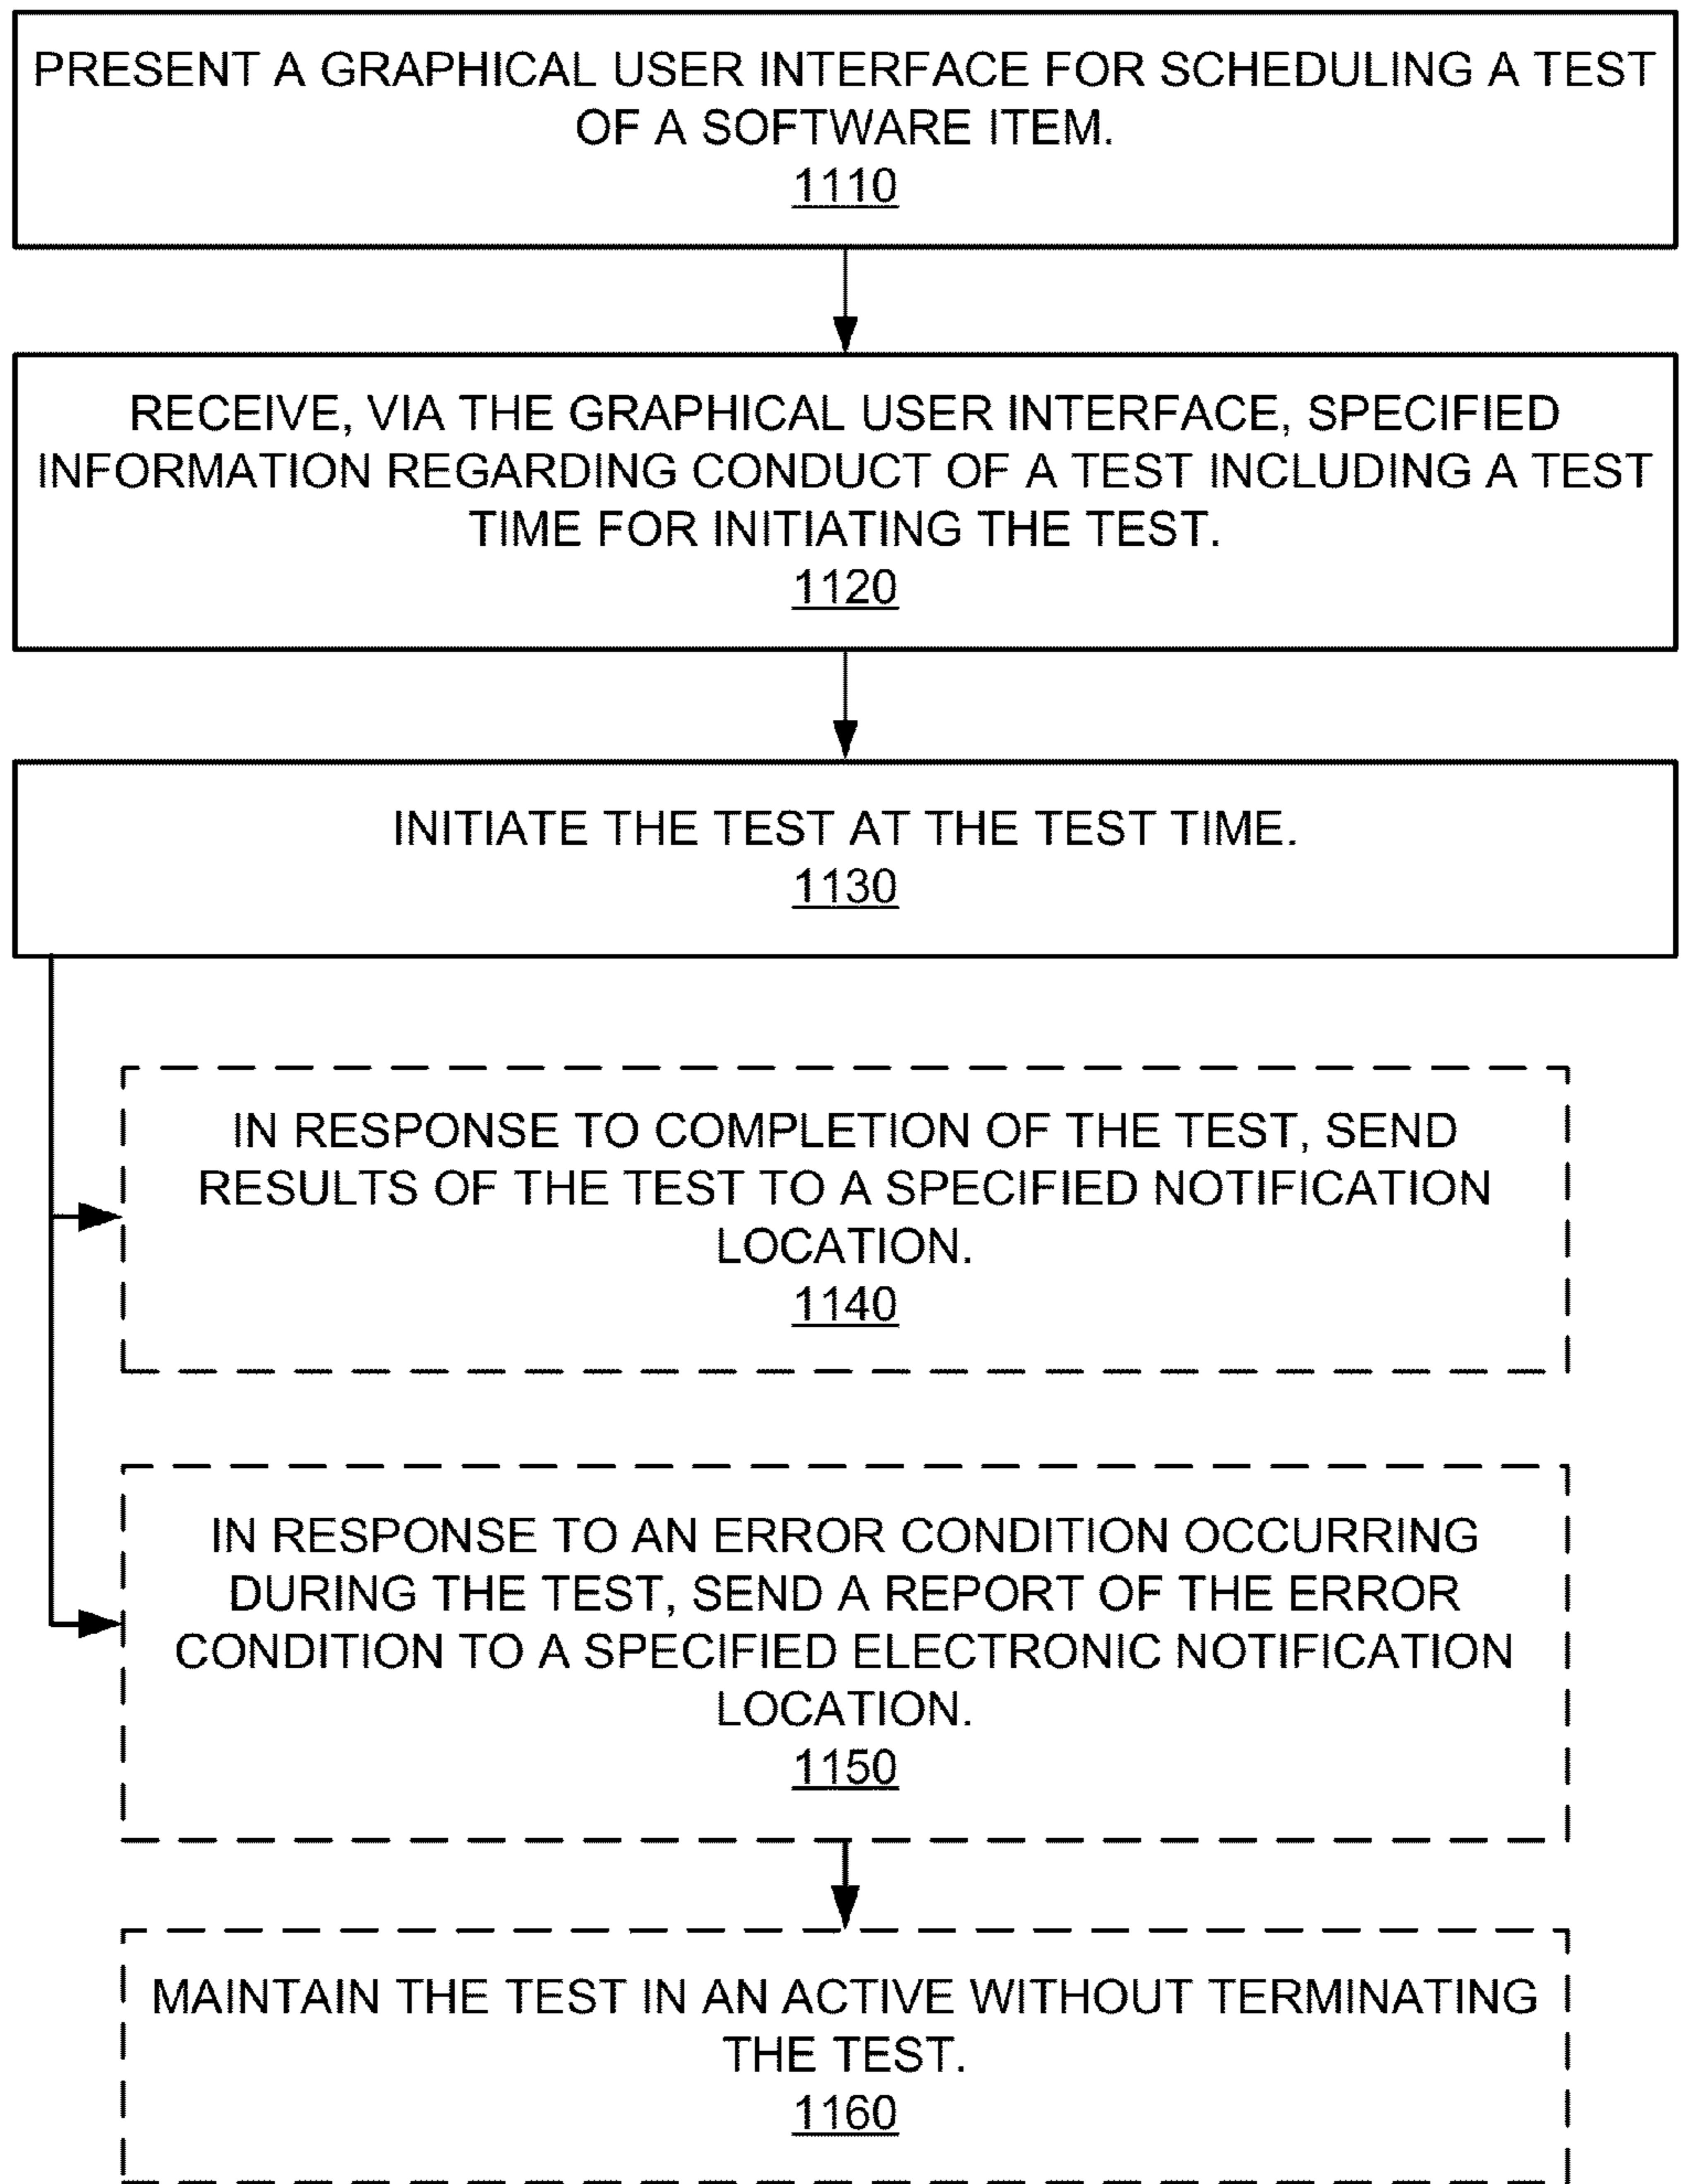 PRESENT A GRAPHICAL USER INTERFACE FOR SCHEDULING A TEST
OF A SOFTWARE ITEM.
1110
RECEIVE, VIA THE GRAPHICAL USER INTERFACE, SPECIFIED
INFORMATION REGARDING CONDUCT OF A TEST INCLUDING A TEST
TIME FOR INITIATING THE TEST.
1120
INITIATE THE TEST AT THE TEST TIME.
1130
IN RESPONSE TO COMPLETION OF THE TEST, SEND
RESULTS OF THE TEST TO A SPECIFIED NOTIFICATION
LOCATION.
1140
IN RESPONSE TO AN ERROR CONDITION OCCURRING
DURING THE TEST, SEND A REPORT OF THE ERROR
CONDITION TO A SPECIFIED ELECTRONIC NOTIFICATION
LOCATION.
1150
MAINTAIN THE TEST IN AN ACTIVE WITHOUT TERMINATING
THE TEST.
1160